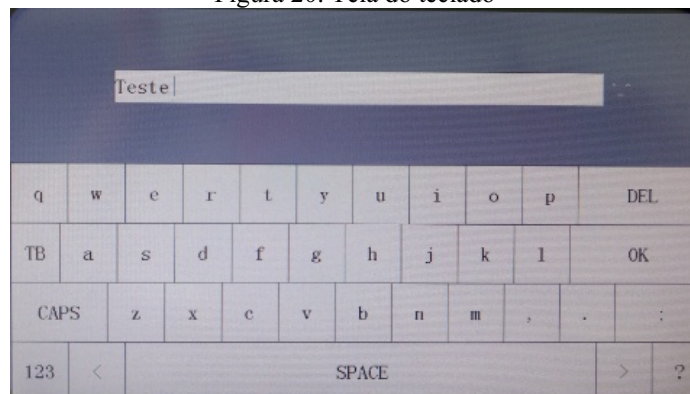 Figura 20: Tela do teclado
Teste
q w e r t y u i o p DEL
TB a s d f g h j k l OK
CAPS z x c v b n m , . :
123 < SPACE > ?